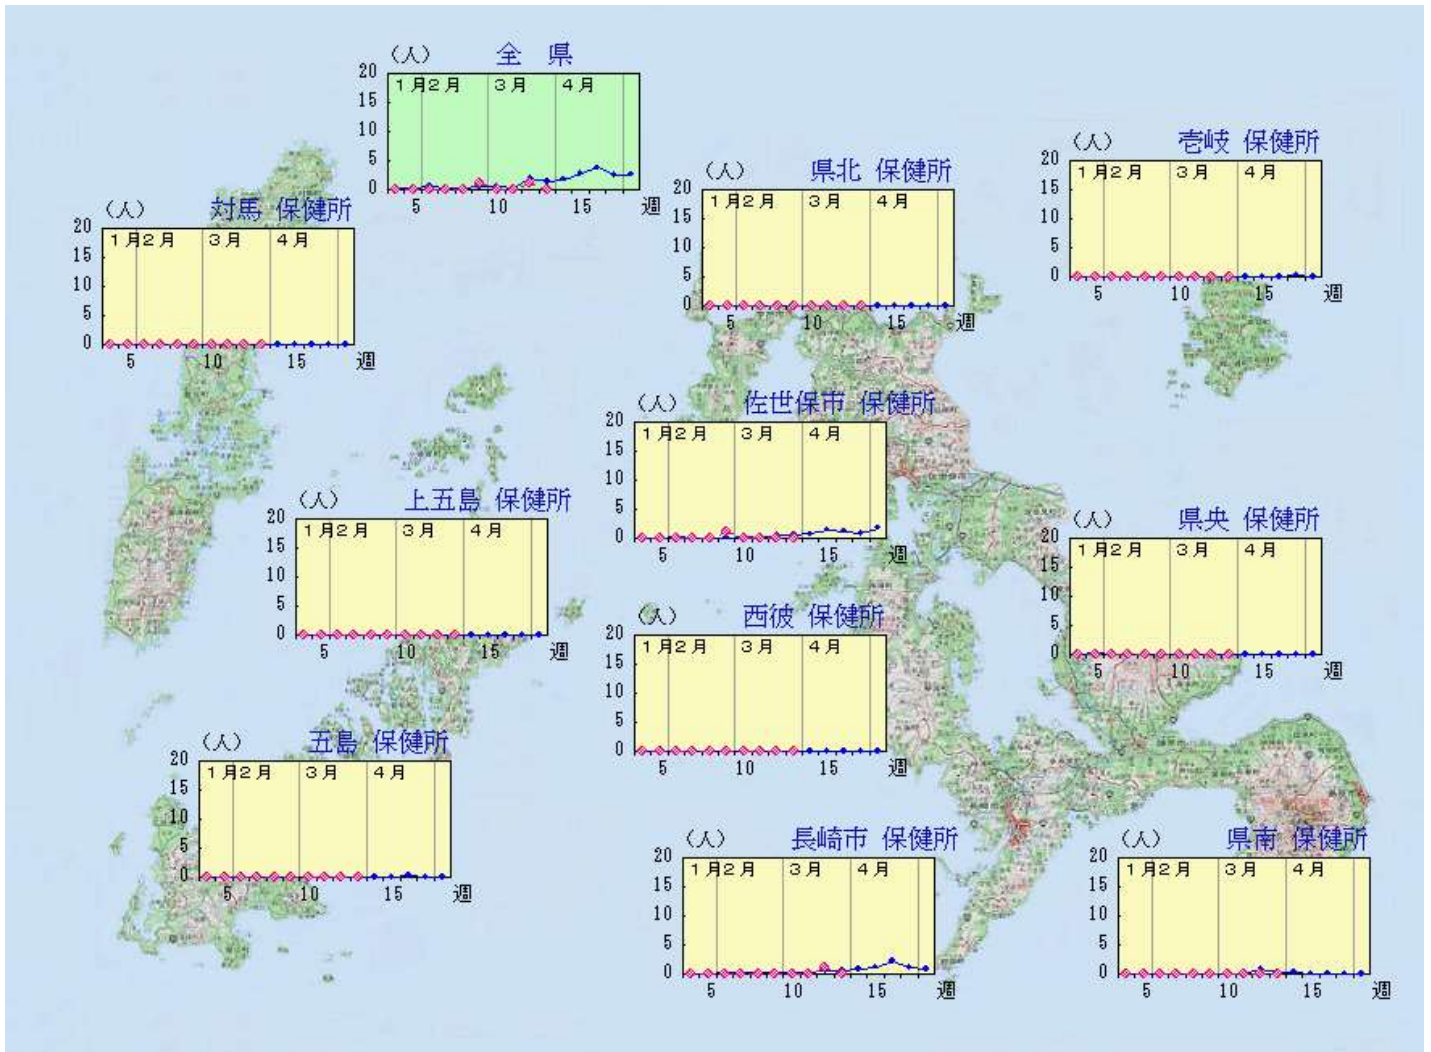 (人) 全 県
20 1月2月 3月 4月
15
10
5
0
5 10 15 週
(人) 壱岐 保健所
20 1月2月 3月 4月
15
10
5
0
5 10 15 週
(人) 県北 保健所
20 1月2月 3月 4月
15
10
5
0
5 10 15 週
(人) 対馬 保健所
20 1月2月 3月 4月
15
10
5
0
5 10 15 週
(人) 佐世保市 保健所
20 1月2月 3月 4月
15
10
5
0
5 10 15 週
(人) 上五島 保健所
20 1月2月 3月 4月
15
10
5
0
5 10 15 週
(人) 県央 保健所
20 1月2月 3月 4月
15
10
5
0
5 10 15 週
(人) 西彼 保健所
20 1月2月 3月 4月
15
10
5
0
5 10 15 週
(人) 五島 保健所
20 1月2月 3月 4月
15
10
5
0
5 10 15 週
(人) 長崎市 保健所
20 1月2月 3月 4月
15
10
5
0
5 10 15 週
(人) 県南 保健所
20 1月2月 3月 4月
15
10
5
0
5 10 15 週